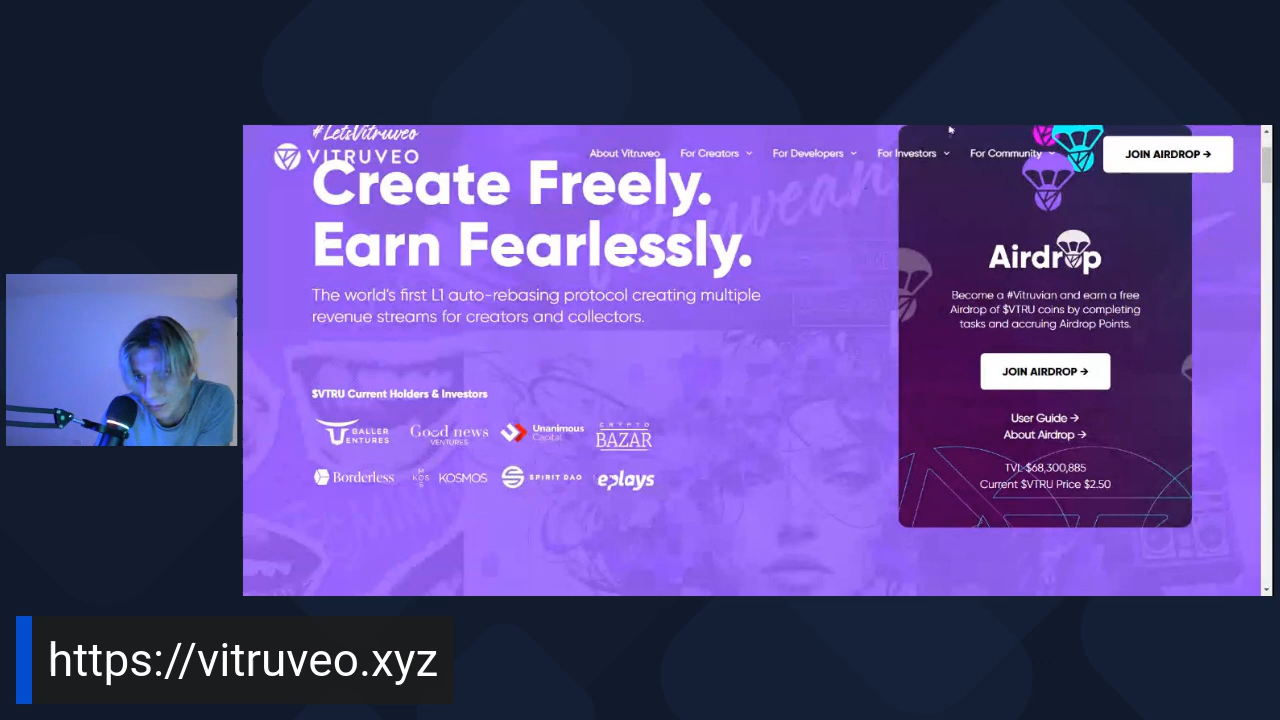 #LetsVitruveo
VITRUVEO
About Vitruveo
For Creators
For Developers
For Investors
For Community
JOIN AIRDROP →
Create Freely.
Earn Fearlessly.
The world's first L1 auto-rebasing protocol creating multiple
revenue streams for creators and collectors.
$VTRU Current Holders & Investors
BALLER
VENTURES
Good news
VENTURES
Unanimous
Capital
CRYPTO
BAZAR
Borderless
KOSMOS
SPIRIT DAO
eplays
Airdrop
Become a #Vitruvian and earn a free
Airdrop of $VTRU coins by completing
tasks and accruing Airdrop Points.
JOIN AIRDROP →
User Guide →
About Airdrop →
TVL $68,300,885
Current $VTRU Price $2.50
https://vitruveo.xyz